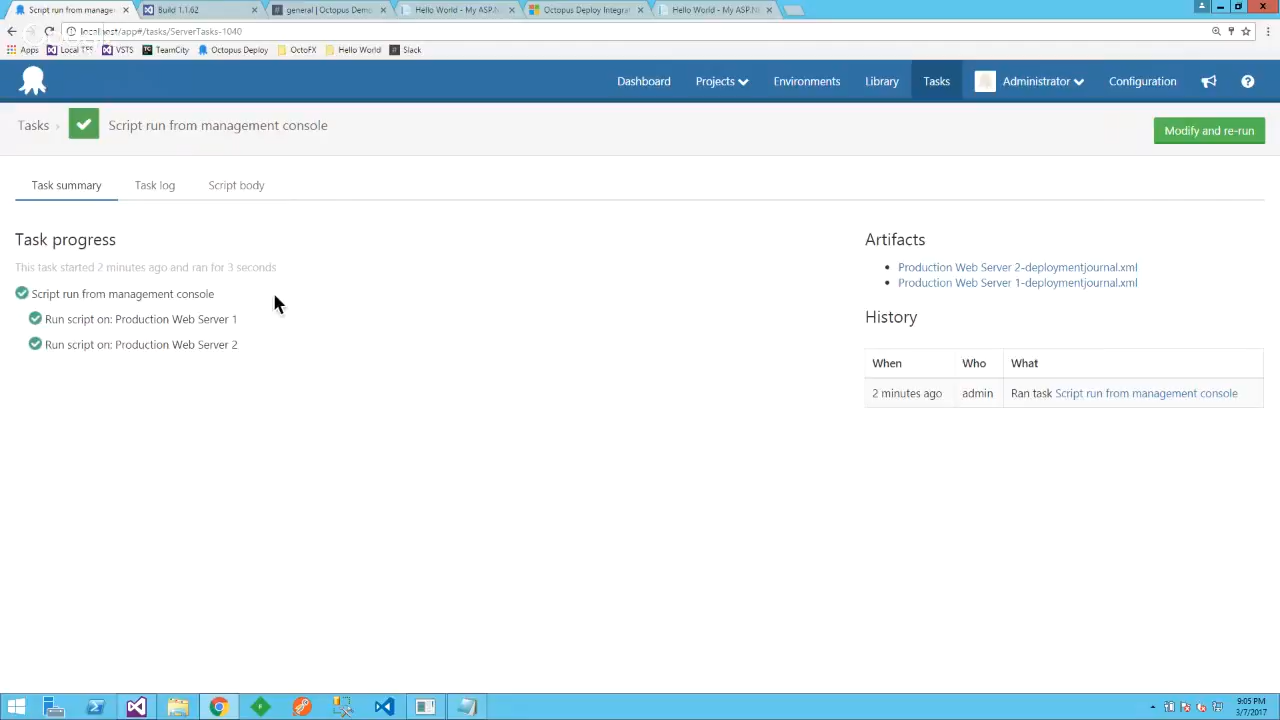 Script run from manage
Build 1.1.62
general | Octopus Demo
Hello World - My ASP.N
Octopus Deploy Integrat
Hello World - My ASP.N
localhost/app#/tasks/ServerTasks-1040
Apps Local TFS VSTS TeamCity Octopus Deploy OctoFX Hello World Slack
Dashboard Projects Environments Library Tasks Administrator Configuration
Tasks › Script run from management console
Modify and re-run
Task summary Task log Script body
Task progress
This task started 2 minutes ago and ran for 3 seconds
Script run from management console
Run script on: Production Web Server 1
Run script on: Production Web Server 2
Artifacts
• Production Web Server 2-deploymentjournal.xml
• Production Web Server 1-deploymentjournal.xml
History
When Who What
2 minutes ago admin Ran task Script run from management console
9:05 PM
3/7/2017